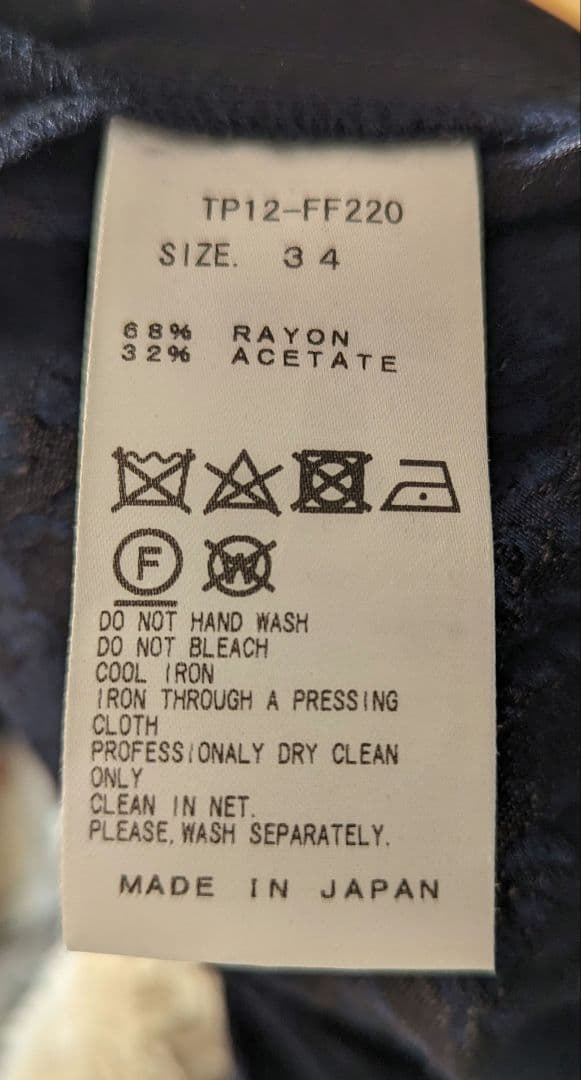 TP12-FF220
SIZE. 34
68% RAYON
32% ACETATE
F W
DO NOT HAND WASH
DO NOT BLEACH
COOL IRON
IRON THROUGH A PRESSING
CLOTH
PROFESSIONALY DRY CLEAN
ONLY
CLEAN IN NET.
PLEASE, WASH SEPARATELY.
MADE IN JAPAN